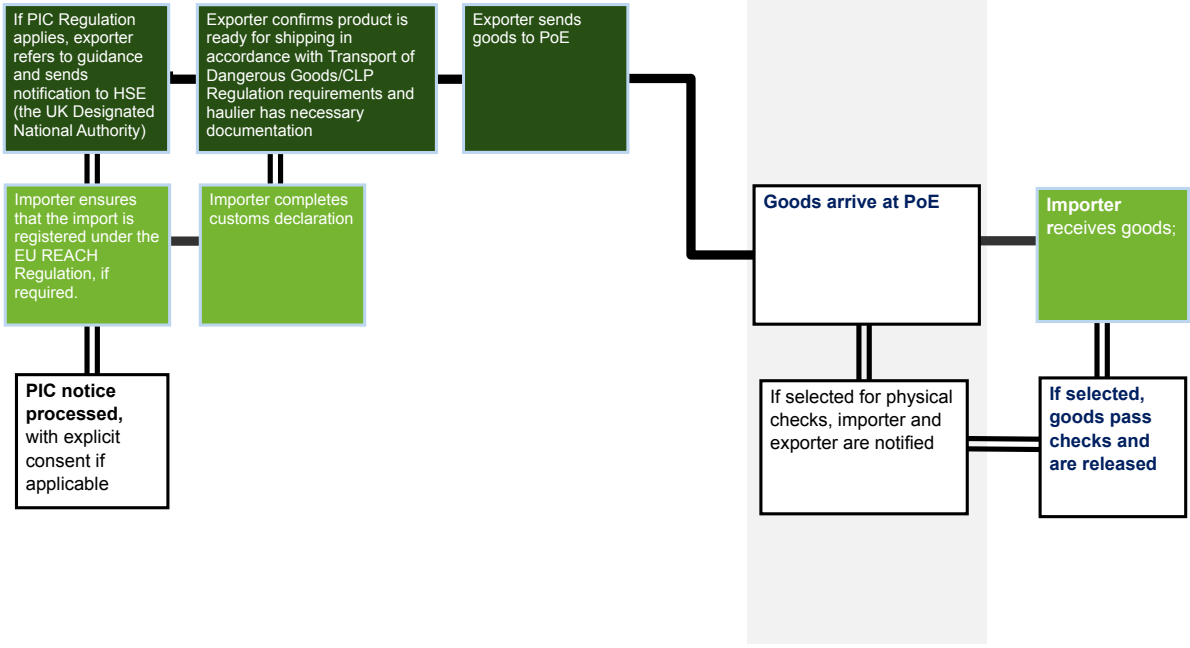 If PIC Regulation
applies, exporter
refers to guidance
and sends
notification to HSE
(the UK Designated
National Authority)
Exporter confirms product is
ready for shipping in
accordance with Transport of
Dangerous Goods/CLP
Regulation requirements and
haulier has necessary
documentation
Exporter sends
goods to PoE
Importer ensures
that the import is
registered under the
EU REACH
Regulation, if
required.
Importer completes
customs declaration
Goods arrive at PoE
Importer
receives goods;
PIC notice
processed,
with explicit
consent if
applicable
If selected for physical
checks, importer and
exporter are notified
If selected,
goods pass
checks and
are released